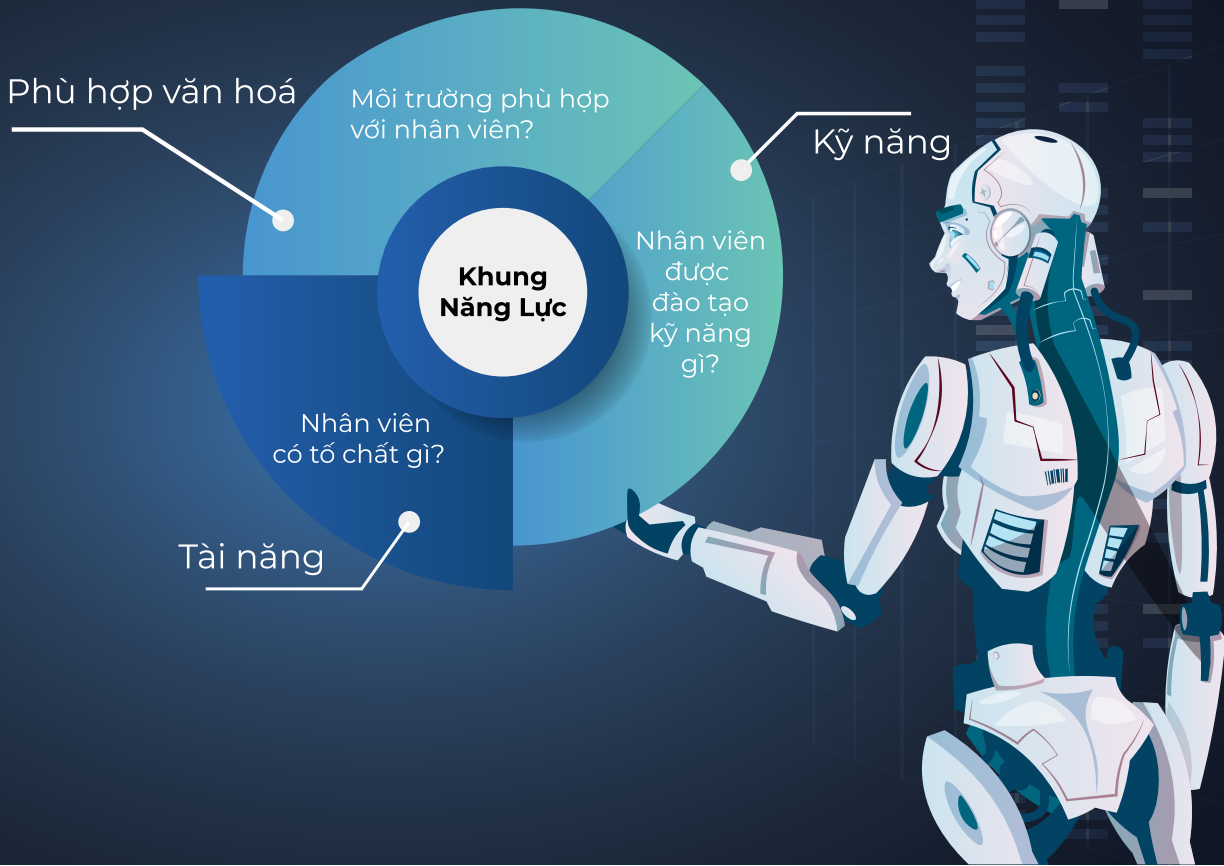 Phù hợp văn hoá
Môi trường phù hợp
với nhân viên?
Kỹ năng
Nhân viên
được
đào tạo
kỹ năng
gì?
Khung
Năng Lực
Nhân viên
có tố chất gì?
Tài năng